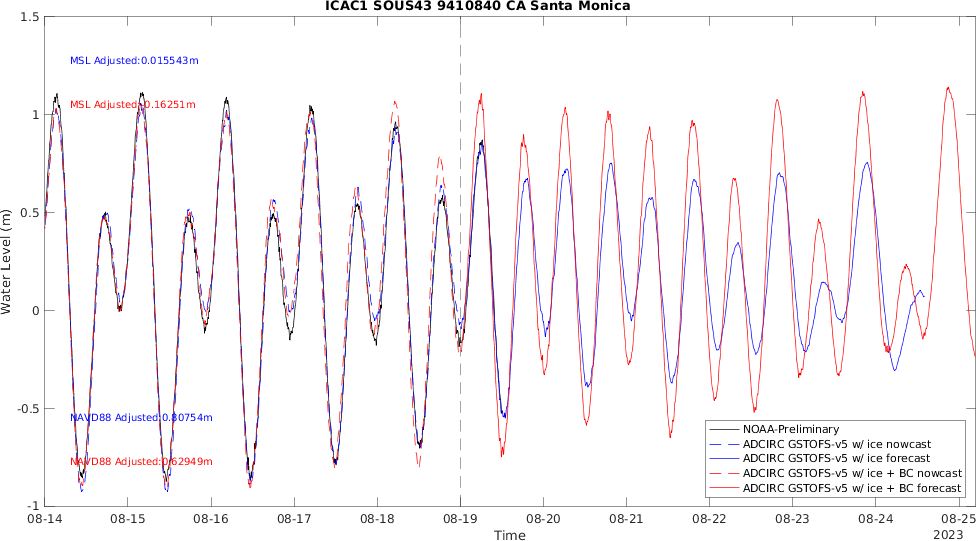 ICAC1 SOUS43 9410840 CA Santa Monica
1.5
MSL Adjusted:0.015543m
MSL Adjusted:0.16251m
1
0.5
Water Level (m)
0
-0.5
NAVD88 Adjusted:0.80754m
NAVD88 Adjusted:0.62949m
NOAA-Preliminary
ADCIRC GSTOFS-v5 w/ ice nowcast
ADCIRC GSTOFS-v5 w/ ice forecast
ADCIRC GSTOFS-v5 w/ ice + BC nowcast
ADCIRC GSTOFS-v5 w/ ice + BC forecast
-1
08-14 08-15 08-16 08-17 08-18 08-19 08-20 08-21 08-22 08-23 08-24 08-25
Time
2023